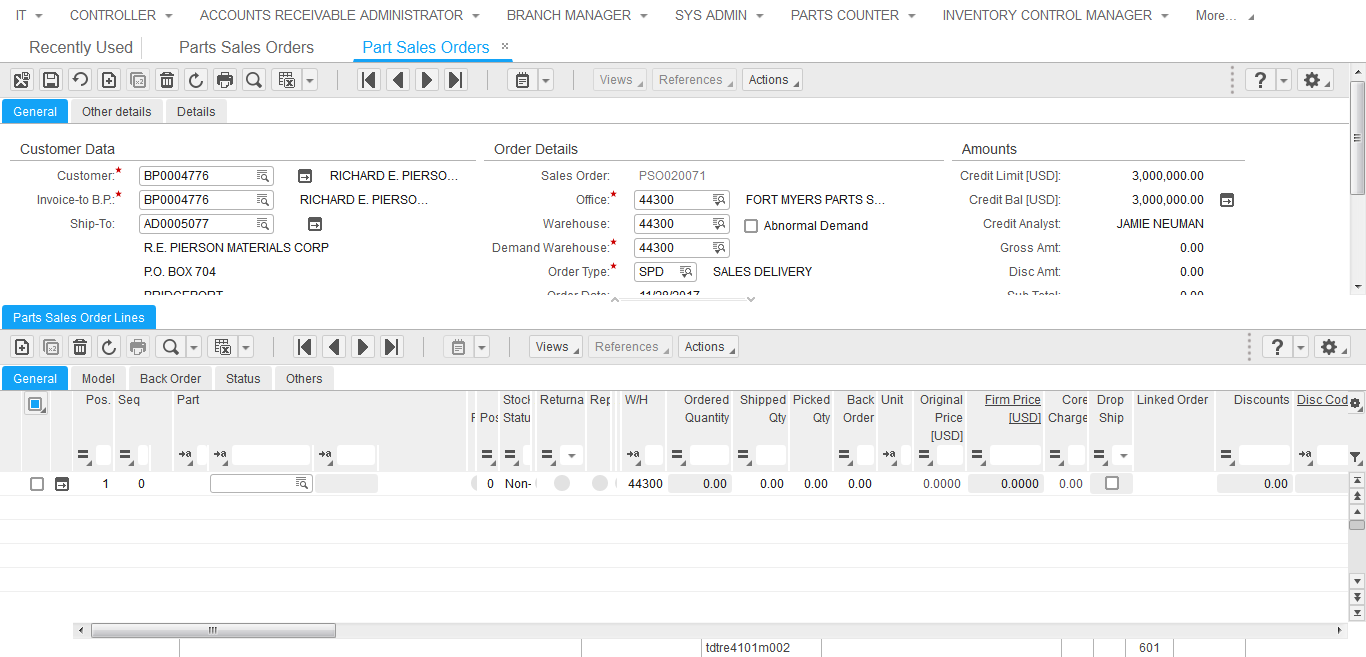 IT CONTROLLER ACCOUNTS RECEIVABLE ADMINISTRATOR BRANCH MANAGER SYS ADMIN PARTS COUNTER INVENTORY CONTROL MANAGER More...
Recently Used Parts Sales Orders Part Sales Orders ×
Views References Actions ?
General Other details Details
Customer Data Order Details Amounts
Customer:* BP0004776 RICHARD E. PIERSO... Sales Order: PSO020071 Credit Limit [USD]: 3,000,000.00
Invoice-to B.P.:* BP0004776 RICHARD E. PIERSO... Office:* 44300 FORT MYERS PARTS S... Credit Bal [USD]: 3,000,000.00
Ship-To: AD0005077 Warehouse: 44300 Abnormal Demand Credit Analyst: JAMIE NEUMAN
R.E. PIERSON MATERIALS CORP Demand Warehouse:* 44300 Gross Amt: 0.00
P.O. BOX 704 Order Type:* SPD SALES DELIVERY Disc Amt: 0.00
BRIDGEPORT Order Date: 11/28/2017 Sub Total: 0.00
Parts Sales Order Lines
Views References Actions ?
General Model Back Order Status Others
Pos. Seq Part Stock Returna Rep W/H Ordered Shipped Picked Back Unit Original Firm Price Core Drop Linked Order Discounts Disc Cod
Pos Statu Quantity Qty Qty Order Price [USD] Charge Ship
[USD]
1 0 0 Non- 44300 0.00 0.00 0.00 0.00 0.0000 0.0000 0.00 0.00
tdtre4101m002 601